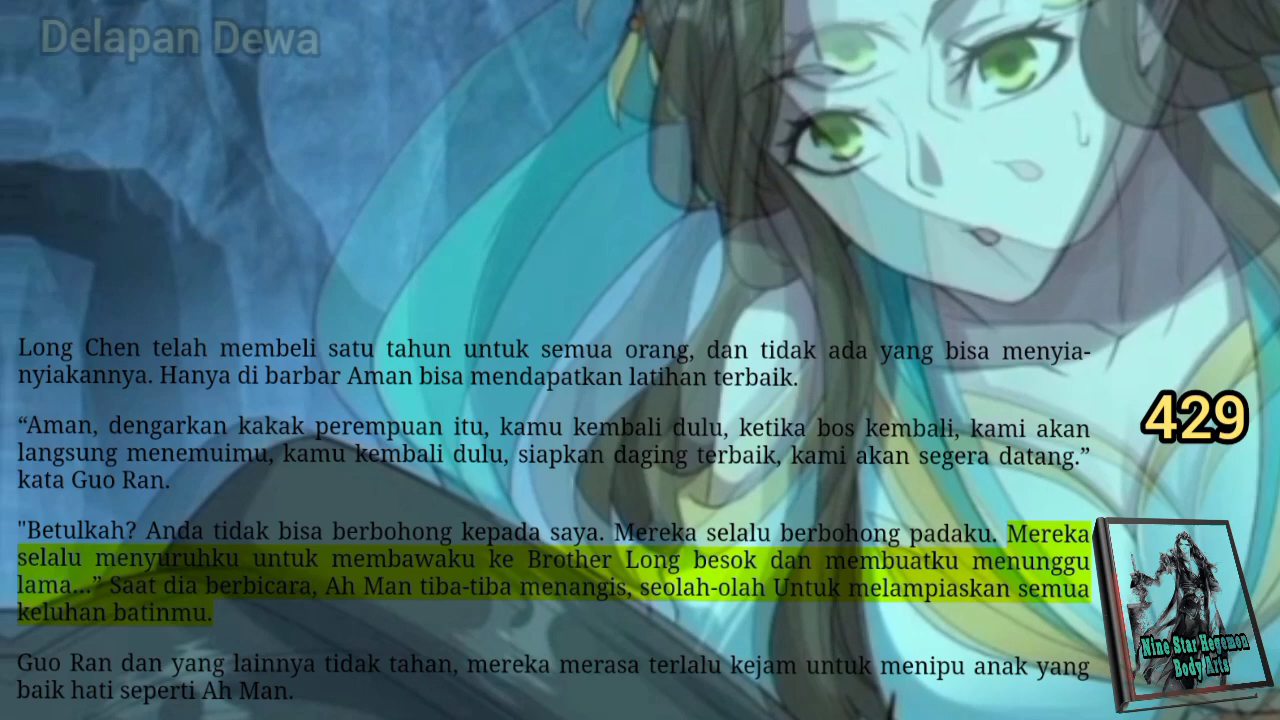 Delapan Dewa
Long Chen telah membeli satu tahun untuk semua orang, dan tidak ada yang bisa menyia-
nyiakannya. Hanya di barbar Aman bisa mendapatkan latihan terbaik.
“Aman, dengarkan kakak perempuan itu, kamu kembali dulu, ketika bos kembali, kami akan
langsung menemuimu, kamu kembali dulu, siapkan daging terbaik, kami akan segera datang.”
kata Guo Ran.
429
"Betulkah? Anda tidak bisa berbohong kepada saya. Mereka selalu berbohong padaku. Mereka
selalu menyuruhku untuk membawaku ke Brother Long besok dan membuatku menunggu
lama...” Saat dia berbicara, Ah Man tiba-tiba menangis, seolah-olah Untuk melampiaskan semua
keluhan batinmu.
Guo Ran dan yang lainnya tidak tahan, mereka merasa terlalu kejam untuk menipu anak yang
baik hati seperti Ah Man.
Nine Star Hegemon
Body Arts